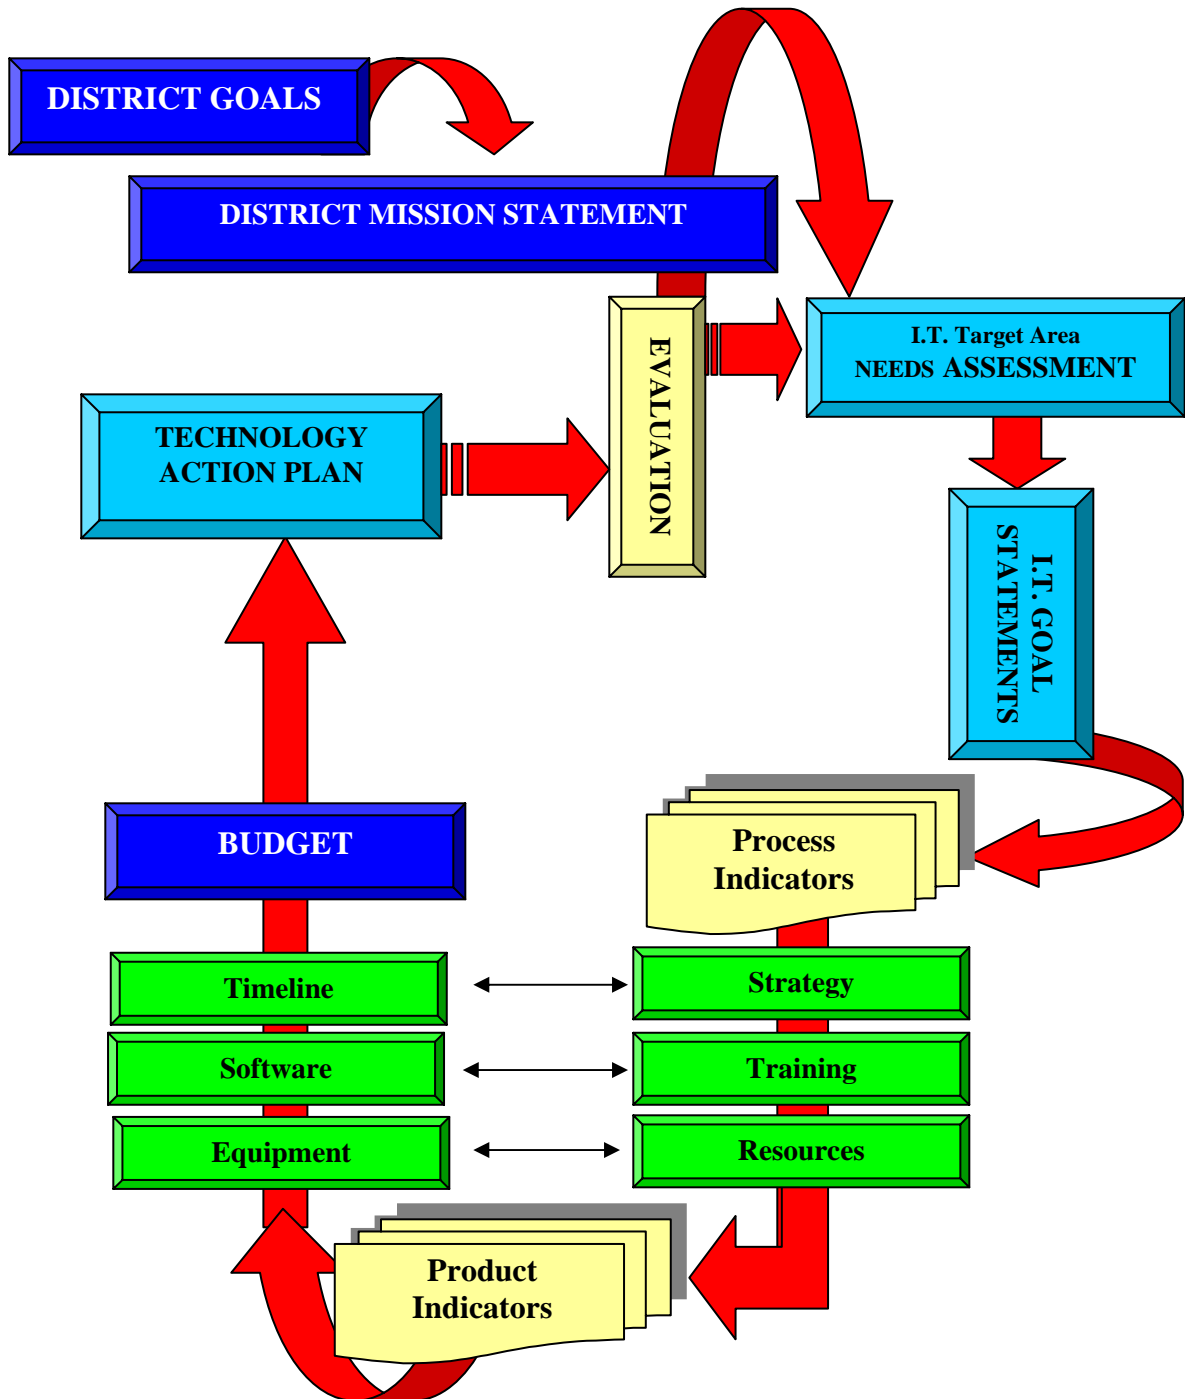 DISTRICT GOALS
DISTRICT MISSION STATEMENT
I.T. Target Area
NEEDS ASSESSMENT
EVALUATION
TECHNOLOGY
ACTION PLAN
I.T. GOAL
STATEMENTS
BUDGET
Process
Indicators
Timeline
Strategy
Software
Training
Equipment
Resources
Product
Indicators